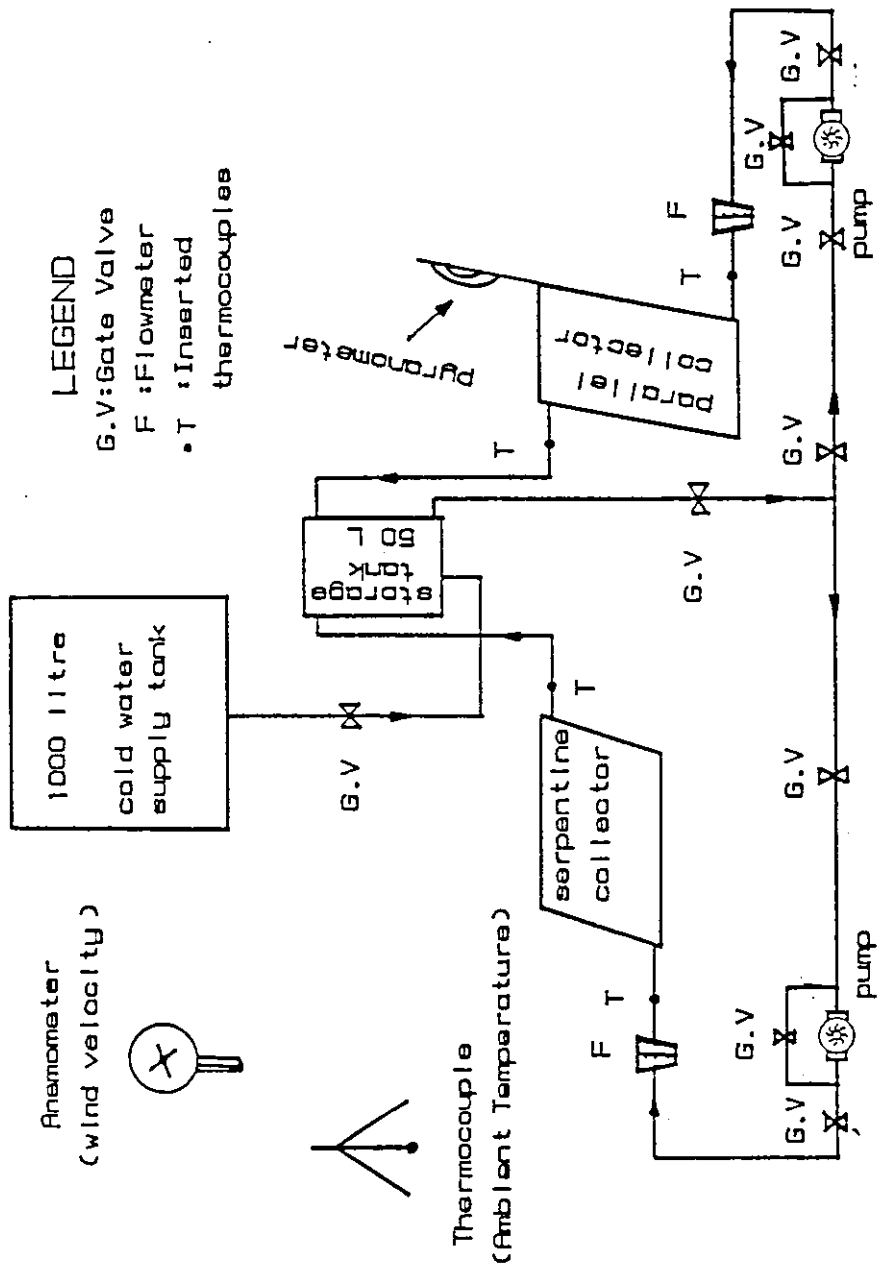 Anemometer
(wind velocity)
Thermocouple
(Ambient Temperature)
1000 litre
cold water
supply tank
G.V
LEGEND
G.V:Gate Valve
F :Flowmeter
.T :Inserted
thermocouples
storage
tank
50 L
T
pyranometer
parallel
collector
T
F
G.V
G.V
G.V
pump
G.V
G.V
T
serpentine
collector
T
F
G.V
G.V
pump
G.V